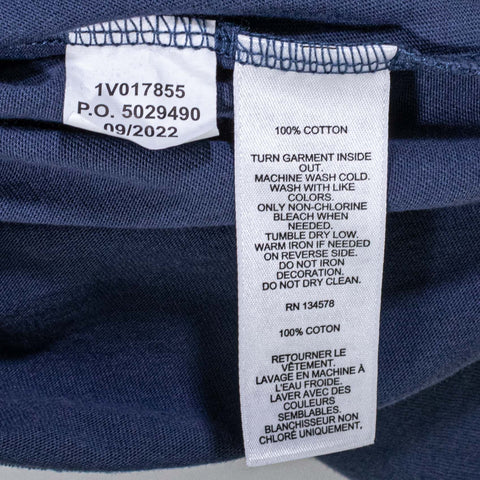 1V017855
P.O. 5029490
09/2022
100% COTTON
TURN GARMENT INSIDE
OUT.
MACHINE WASH COLD.
WASH WITH LIKE
COLORS.
ONLY NON-CHLORINE
BLEACH WHEN
NEEDED.
TUMBLE DRY LOW.
WARM IRON IF NEEDED
ON REVERSE SIDE.
DO NOT IRON
DECORATION.
DO NOT DRY CLEAN.
RN 134578
100% COTON
RETOURNER LE
VÊTEMENT.
LAVAGE EN MACHINE À
L'EAU FROIDE.
LAVER AVEC DES
COULEURS
SEMBLABLES.
BLANCHISSEUR NON
CHLORÉ UNIQUEMENT.